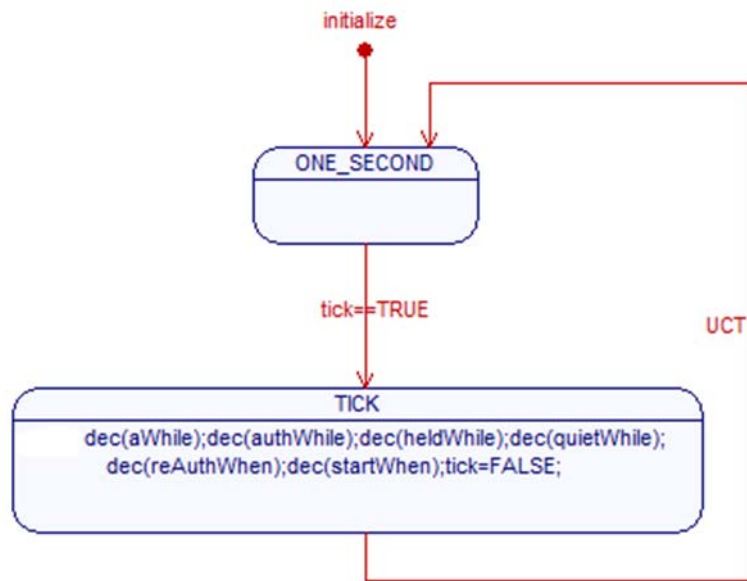 initialize
ONE_SECOND
tick==TRUE
UCT
TICK
dec(aWhile);dec(authWhile);dec(heldWhile);dec(quietWhile);
dec(reAuthWhen);dec(startWhen);tick=FALSE;